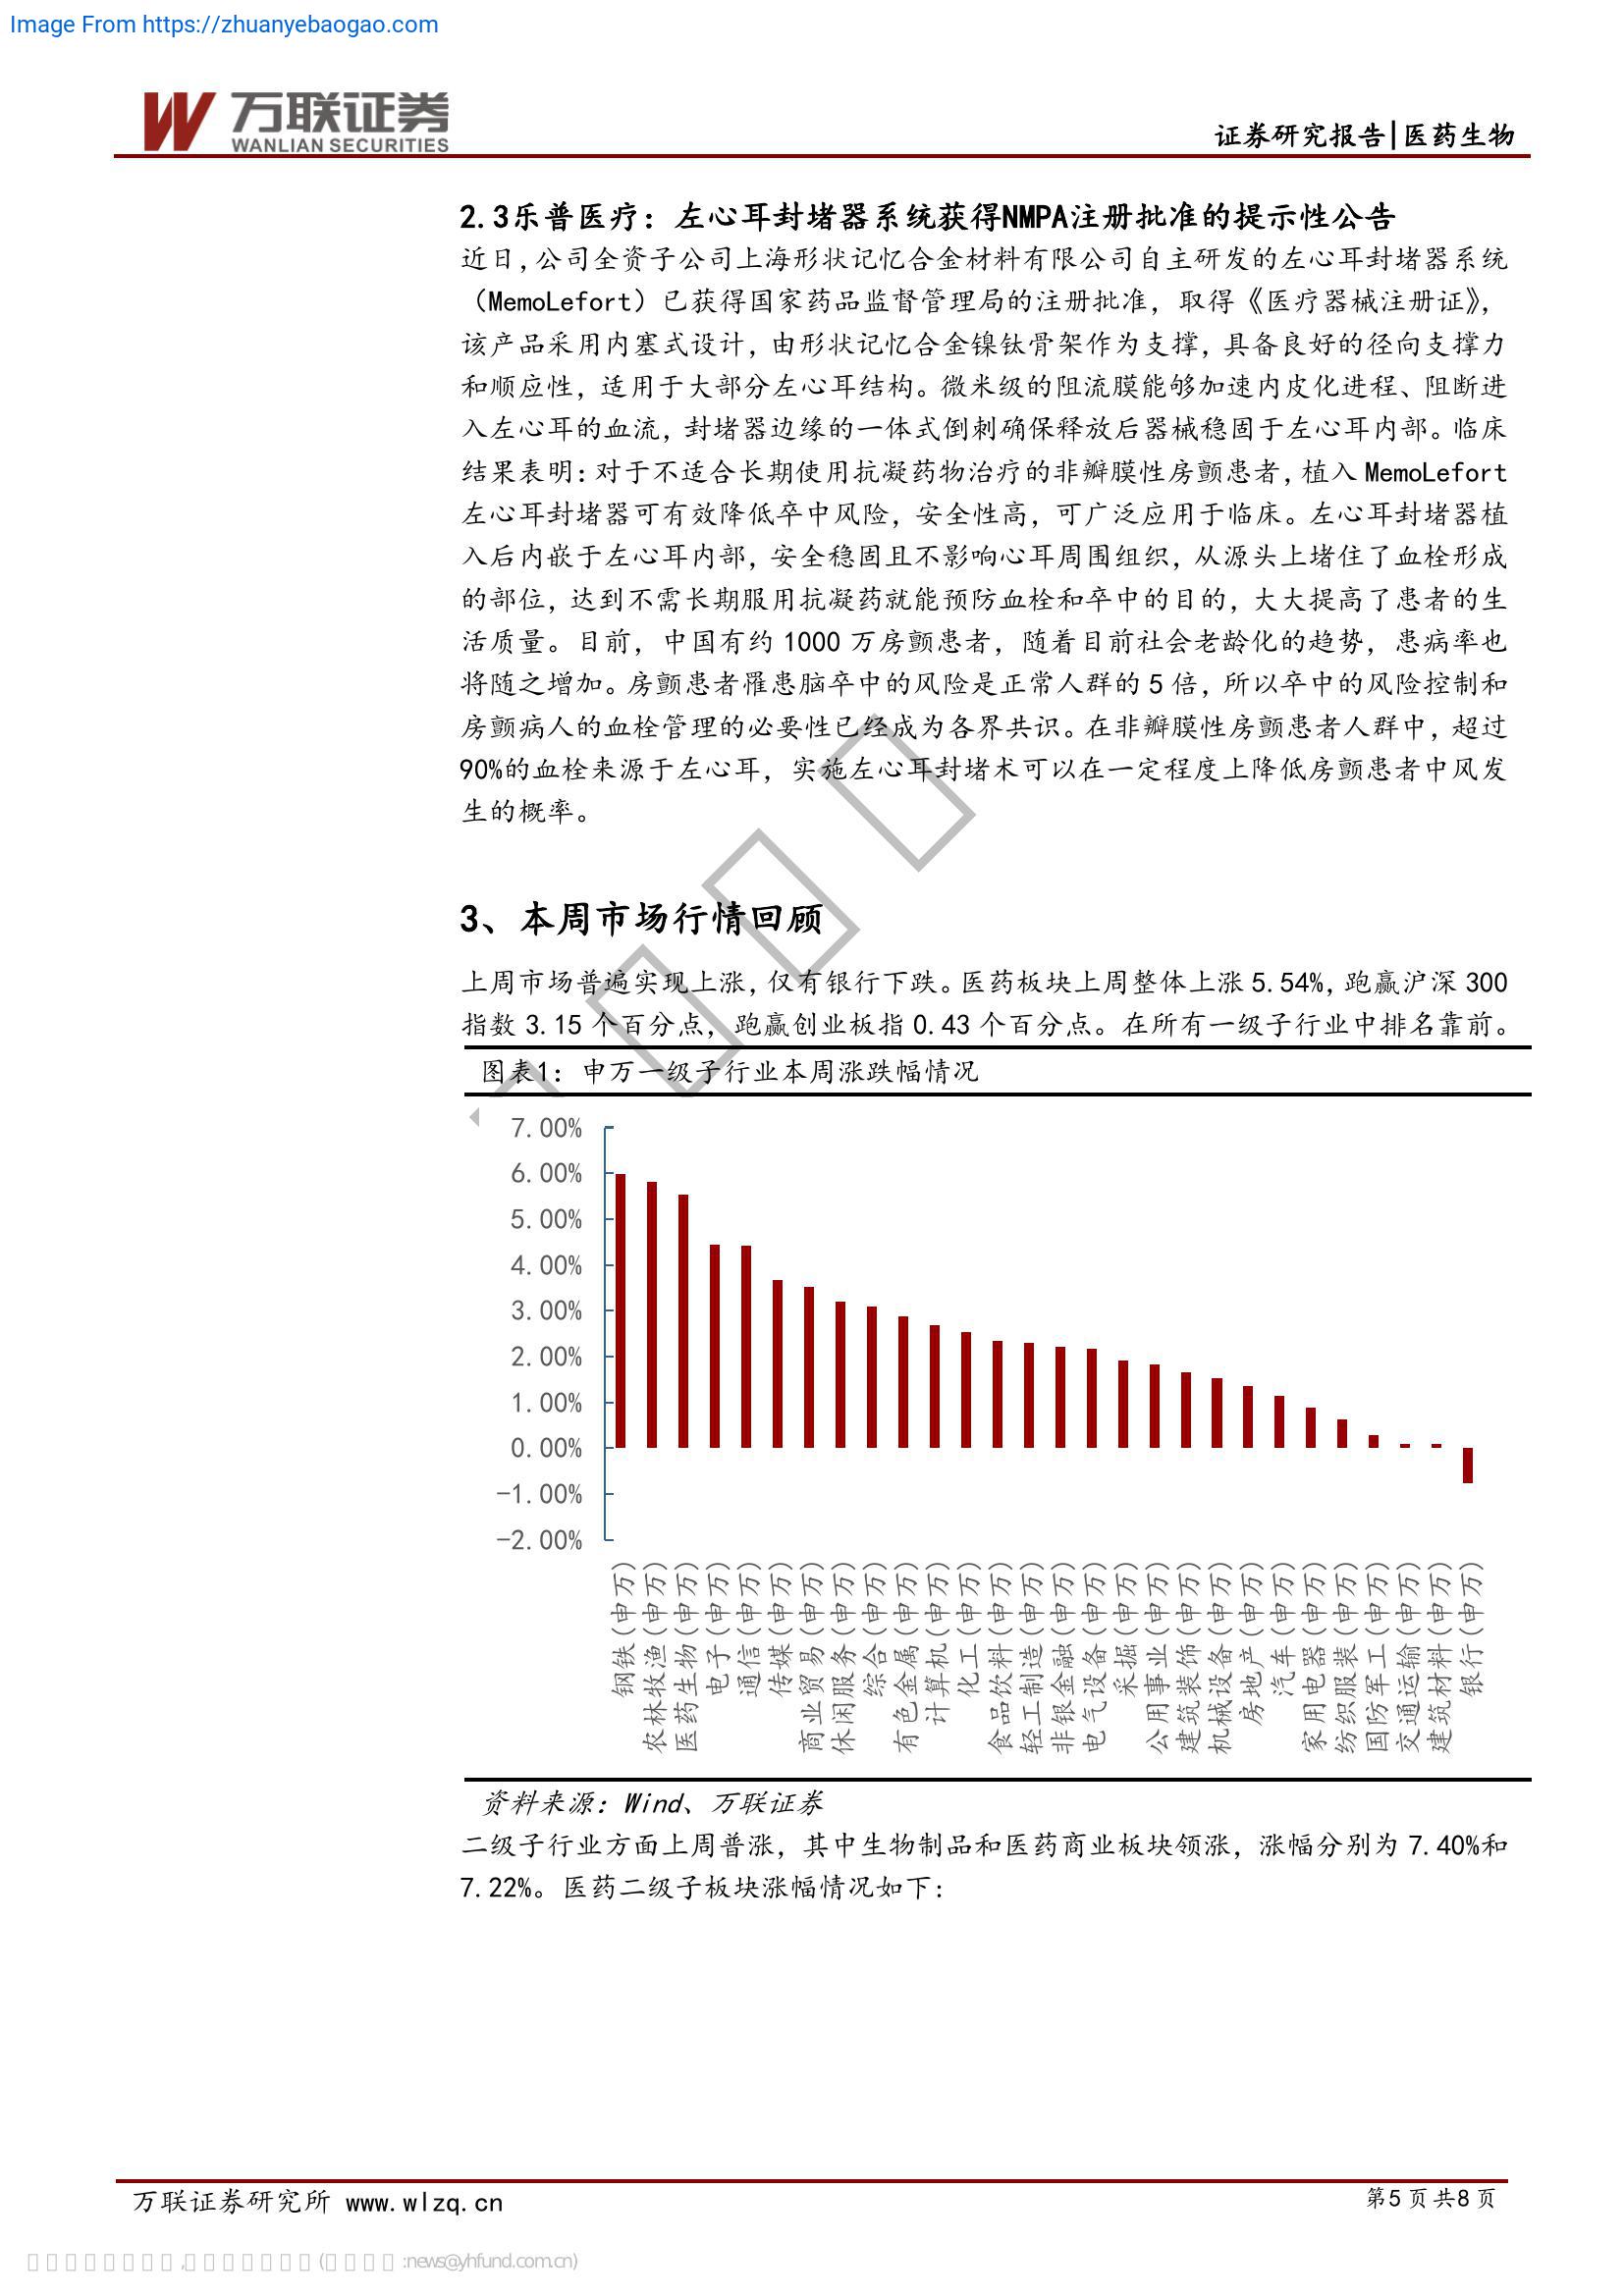 Image From https://zhuanyebaogao.com
万联证券
WANLIAN SECURITIES
证券研究报告|医药生物
2.3乐普医疗：左心耳封堵器系统获得NMPA注册批准的提示性公告
近日，公司全资子公司上海形状记忆合金材料有限公司自主研发的左心耳封堵器系统
（MemoLefort）已获得国家药品监督管理局的注册批准，取得《医疗器械注册证》，
该产品采用内塞式设计，由形状记忆合金镍钛骨架作为支撑，具备良好的径向支撑力
和顺应性，适用于大部分左心耳结构。微米级的阻流膜能够加速内皮化进程、阻断进
入左心耳的血流，封堵器边缘的一体式倒刺确保释放后器械稳固于左心耳内部。临床
结果表明：对于不适合长期使用抗凝药物治疗的非瓣膜性房颤患者，植入 MemoLefort
左心耳封堵器可有效降低卒中风险，安全性高，可广泛应用于临床。左心耳封堵器植
入后内嵌于左心耳内部，安全稳固且不影响心耳周围组织，从源头上堵住了血栓形成
的部位，达到不需长期服用抗凝药就能预防血栓和卒中的目的，大大提高了患者的生
活质量。目前，中国有约 1000 万房颤患者，随着目前社会老龄化的趋势，患病率也
将随之增加。房颤患者罹患脑卒中的风险是正常人群的 5 倍，所以卒中的风险控制和
房颤病人的血栓管理的必要性已经成为各界共识。在非瓣膜性房颤患者人群中，超过
90%的血栓来源于左心耳，实施左心耳封堵术可以在一定程度上降低房颤患者中风发
生的概率。
3、本周市场行情回顾
上周市场普遍实现上涨，仅有银行下跌。医药板块上周整体上涨 5.54%，跑赢沪深 300
指数 3.15 个百分点，跑赢创业板指 0.43 个百分点。在所有一级子行业中排名靠前。
图表1：申万一级子行业本周涨跌幅情况
7.00%
6.00%
5.00%
4.00%
3.00%
2.00%
1.00%
0.00%
-1.00%
-2.00%
钢铁(申万)
农林牧渔(申万)
医药生物(申万)
电子(申万)
通信(申万)
传媒(申万)
商业贸易(申万)
休闲服务(申万)
综合(申万)
有色金属(申万)
计算机(申万)
化工(申万)
食品饮料(申万)
轻工制造(申万)
非银金融(申万)
电气设备(申万)
采掘(申万)
公用事业(申万)
建筑装饰(申万)
机械设备(申万)
房地产(申万)
汽车(申万)
家用电器(申万)
纺织服装(申万)
国防军工(申万)
交通运输(申万)
建筑材料(申万)
银行(申万)
资料来源：Wind、万联证券
二级子行业方面上周普涨，其中生物制品和医药商业板块领涨，涨幅分别为 7.40%和
7.22%。医药二级子板块涨幅情况如下：
万联证券研究所 www.wlzq.cn
第5页共8页
:news@yhfund.com.cn)